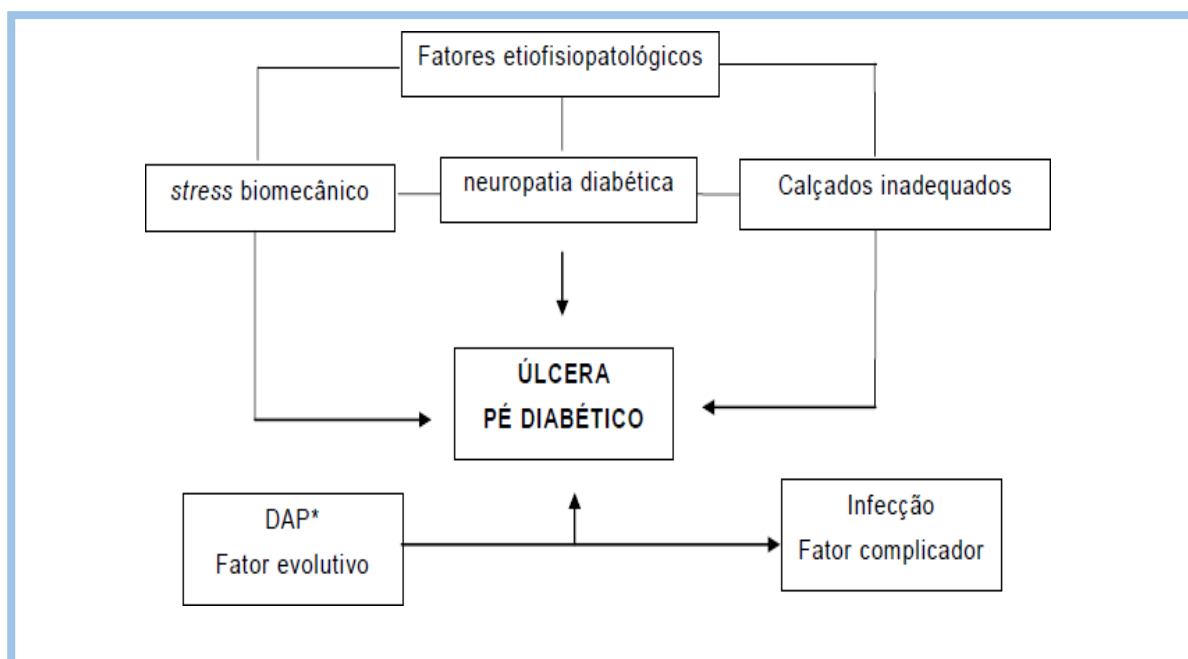 Fatores etiofisiopatológicos
stress biomecânico
neuropatia diabética
Calçados inadequados
ÚLCERA
PÉ DIABÉTICO
DAP*
Fator evolutivo
Infecção
Fator complicador